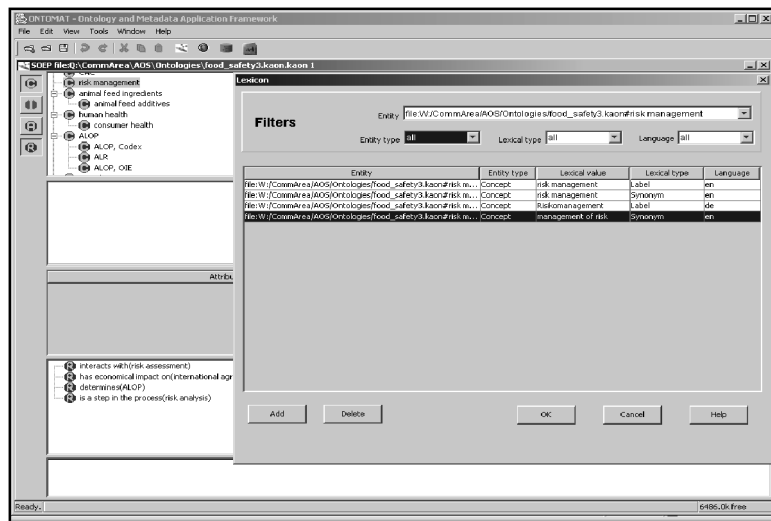 ONTOMAT - Ontology and Metadata Application Framework
File Edit View Tools Window Help
SOEP file:Q:\CommArea\AOS\Ontologies\food_safety3.kaon.kaon 1
risk management
animal feed ingredients
animal feed additives
human health
consumer health
ALOP
ALOP, Codex
ALR
ALOP, OIE
Attribu
interacts with(risk assessment)
has economical impact on(international agr
determines(ALOP)
is a step in the process(risk analysis)
Lexicon
Filters
Entity file:W:/CommArea/AOS/Ontologies/food_safety3.kaon#risk management
Entity type all Lexical type all Language all
Entity Entity type Lexical value Lexical type Language
file:W:/CommArea/AOS/Ontologies/food_safety3.kaon#risk m... Concept risk management Label en
file:W:/CommArea/AOS/Ontologies/food_safety3.kaon#risk m... Concept risk management Synonym en
file:W:/CommArea/AOS/Ontologies/food_safety3.kaon#risk m... Concept Risikomanagement Label de
file:W:/CommArea/AOS/Ontologies/food_safety3.kaon#risk m... Concept management of risk Synonym en
Add Delete OK Cancel Help
Ready. 6486.0k free